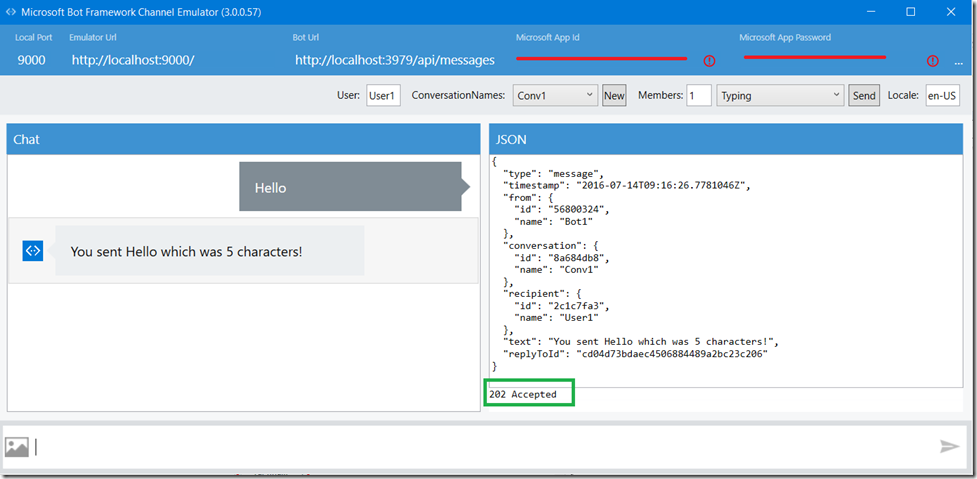 Microsoft Bot Framework Channel Emulator (3.0.0.57)
Local Port Emulator Url Bot Url Microsoft App Id Microsoft App Password
9000 http://localhost:9000/ http://localhost:3979/api/messages ...
User: User1 ConversationNames: Conv1 New Members: 1 Typing Send Locale: en-US
Chat
Hello
You sent Hello which was 5 characters!
JSON
{
"type": "message",
"timestamp": "2016-07-14T09:16:26.7781046Z",
"from": {
"id": "56800324",
"name": "Bot1"
},
"conversation": {
"id": "8a684db8",
"name": "Conv1"
},
"recipient": {
"id": "2c1c7fa3",
"name": "User1"
},
"text": "You sent Hello which was 5 characters!",
"replyToId": "cd04d73bdaec4506884489a2bc23c206"
}
202 Accepted